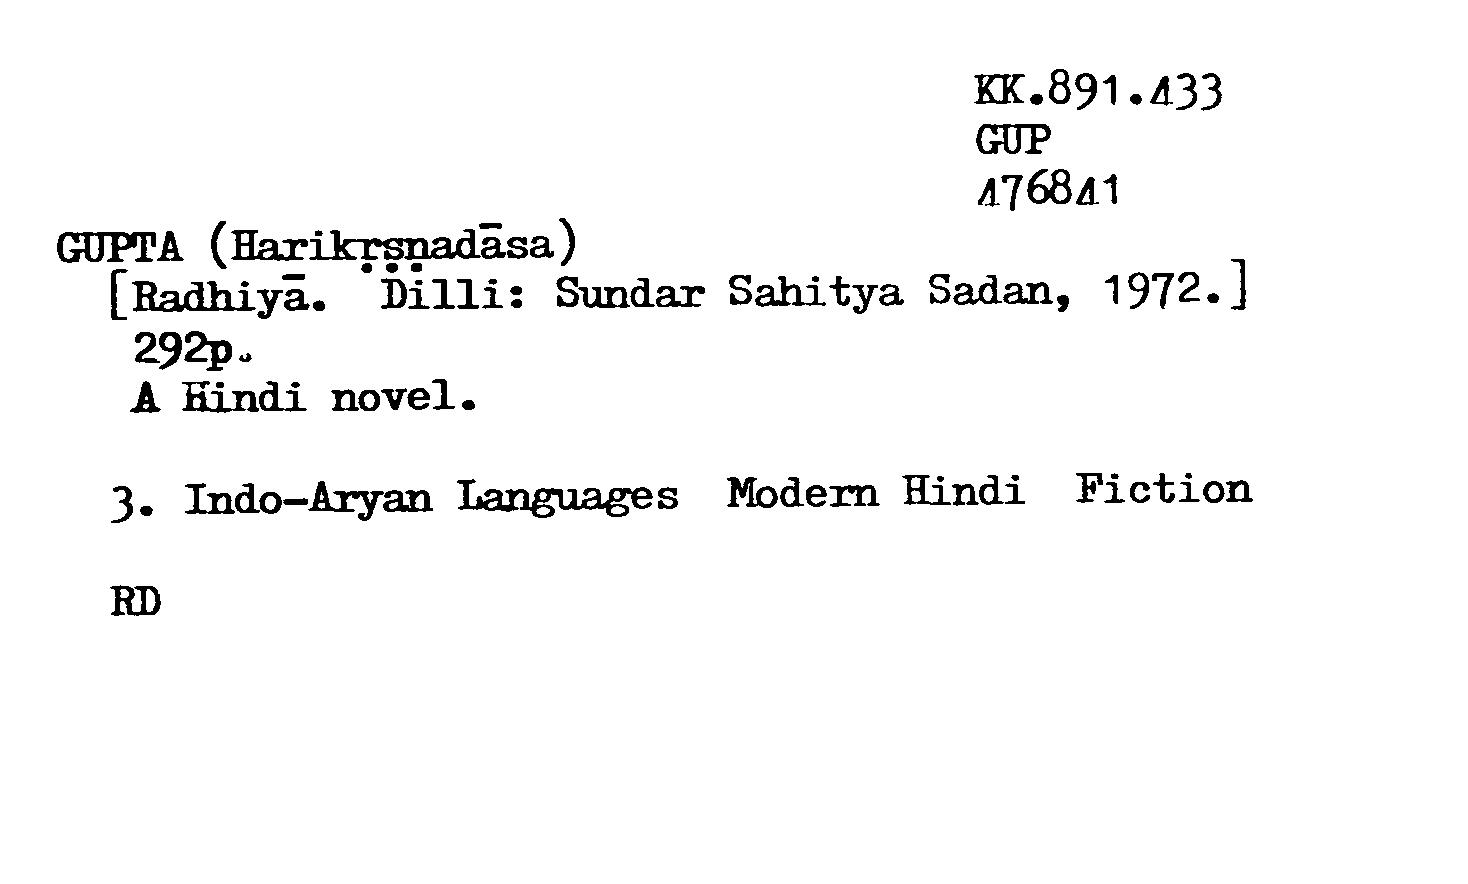 KK.891.433
GUP
476841
GUPTA (Harikṛṣṇadāsa)
[Radhiyā. Dilli: Sundar Sahitya Sadan, 1972.]
292p.
A Hindi novel.
3. Indo-Aryan Languages Modern Hindi Fiction
RD